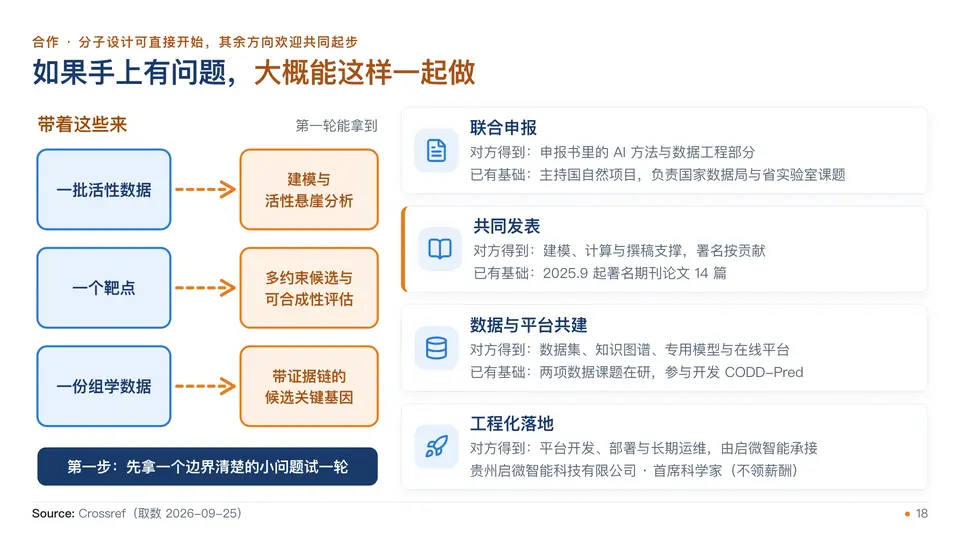 合作 · 分子设计可直接开始，其余方向欢迎共同起步
如果手上有问题，大概能这样一起做
带着这些来
第一轮能拿到
一批活性数据
建模与
活性悬崖分析
一个靶点
多约束候选与
可合成性评估
一份组学数据
带证据链的
候选关键基因
第一步：先拿一个边界清楚的小问题试一轮
联合申报
对方得到：申报书里的 AI 方法与数据工程部分
已有基础：主持国自然项目，负责国家数据局与省实验室课题
共同发表
对方得到：建模、计算与撰稿支撑，署名按贡献
已有基础：2025.9 起署名期刊论文 14 篇
数据与平台共建
对方得到：数据集、知识图谱、专用模型与在线平台
已有基础：两项数据课题在研，参与开发 CODD-Pred
工程化落地
对方得到：平台开发、部署与长期运维，由启微智能承接
贵州启微智能科技有限公司 · 首席科学家（不领薪酬）
Source: Crossref（取数 2026-09-25）
18